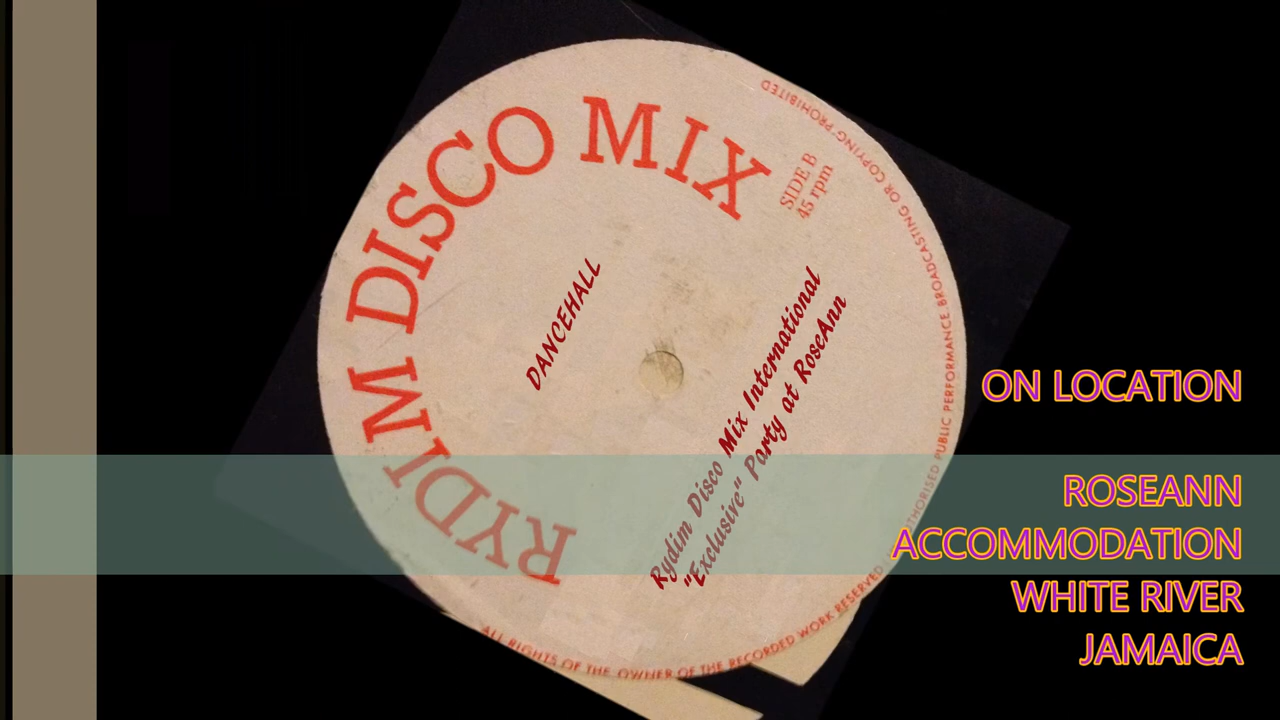 RYDIM DISCO MIX
SIDE B
45 rpm
DANCEHALL
Rydim Disco Mix International
"Exclusive" Party at RoseAnn
ALL RIGHTS OF THE OWNER OF THE RECORDED WORK RESERVED UNAUTHORISED PUBLIC PERFORMANCE, BROADCASTING OR COPYING PROHIBITED
ON LOCATION
ROSEANN
ACCOMMODATION
WHITE RIVER
JAMAICA